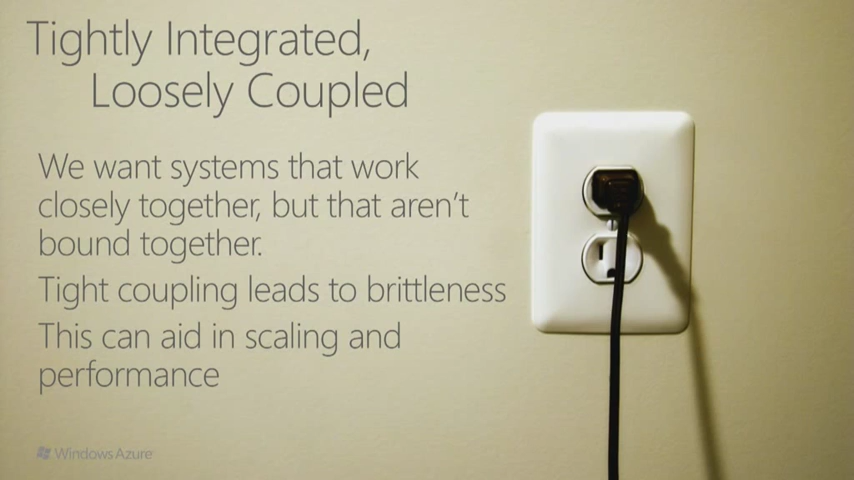 Tightly Integrated,
Loosely Coupled
We want systems that work
closely together, but that aren't
bound together.
Tight coupling leads to brittleness
This can aid in scaling and
performance
Windows Azure